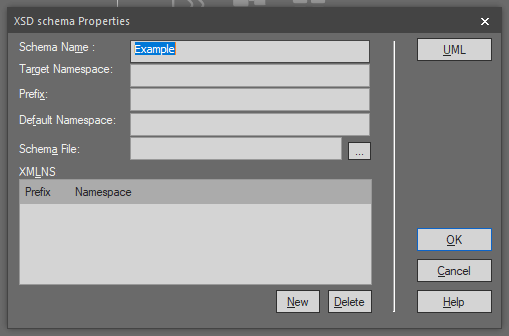 XSD schema Properties
Schema Name : Example UML
Target Namespace:
Prefix:
Default Namespace:
Schema File: ...
XMLNS
Prefix Namespace
OK
Cancel
New Delete Help